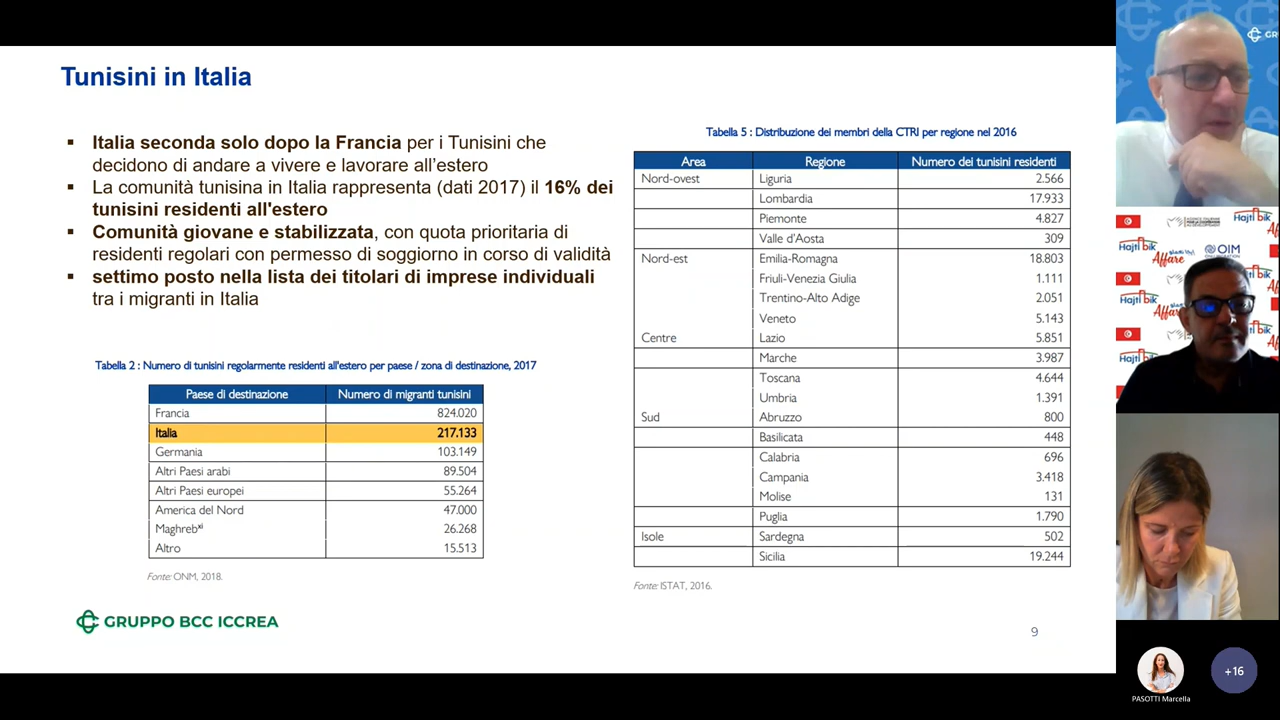 Tunisini in Italia
▪ Italia seconda solo dopo la Francia per i Tunisini che
decidono di andare a vivere e lavorare all'estero
▪ La comunità tunisina in Italia rappresenta (dati 2017) il 16% dei
tunisini residenti all'estero
▪ Comunità giovane e stabilizzata, con quota prioritaria di
residenti regolari con permesso di soggiorno in corso di validità
▪ settimo posto nella lista dei titolari di imprese individuali
tra i migranti in Italia
Tabella 2 : Numero di tunisini regolarmente residenti all'estero per paese / zona di destinazione, 2017
Paese di destinazione Numero di migranti tunisini
Francia 824.020
Italia 217.133
Germania 103.149
Altri Paesi arabi 89.504
Altri Paesi europei 55.264
America del Nord 47.000
Maghrebxi 26.268
Altro 15.513
Fonte: ONM, 2018.
Tabella 5 : Distribuzione dei membri della CTRI per regione nel 2016
Area Regione Numero dei tunisini residenti
Nord-ovest Liguria 2.566
Lombardia 17.933
Piemonte 4.827
Valle d'Aosta 309
Nord-est Emilia-Romagna 18.803
Friuli-Venezia Giulia 1.111
Trentino-Alto Adige 2.051
Veneto 5.143
Centre Lazio 5.851
Marche 3.987
Toscana 4.644
Umbria 1.391
Sud Abruzzo 800
Basilicata 448
Calabria 696
Campania 3.418
Molise 131
Puglia 1.790
Isole Sardegna 502
Sicilia 19.244
Fonte: ISTAT, 2016.
GRUPPO BCC ICCREA
9
Hajti bik
Hajti bik
Affare
OIM
Hajti bik
Affare
Hajti bik
PASOTTI Marcella
+16